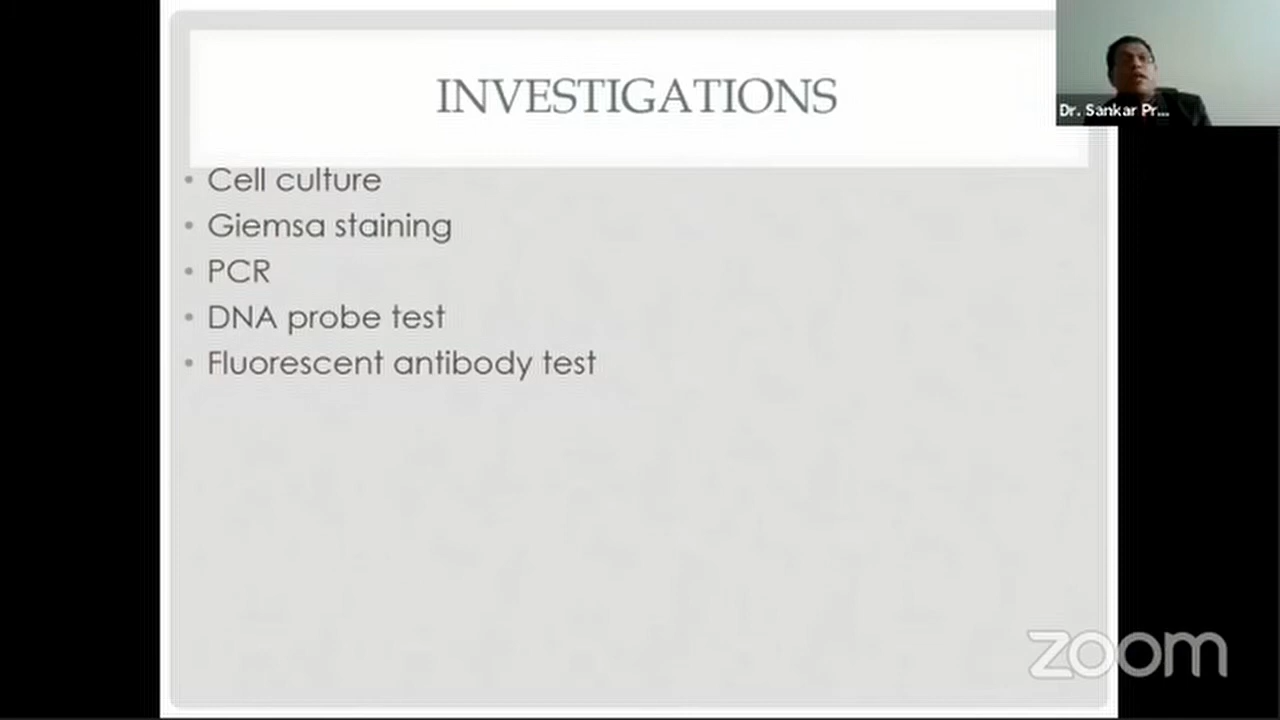 INVESTIGATIONS
Dr. Sankar Pr...
• Cell culture
• Giemsa staining
• PCR
• DNA probe test
• Fluorescent antibody test
zoom